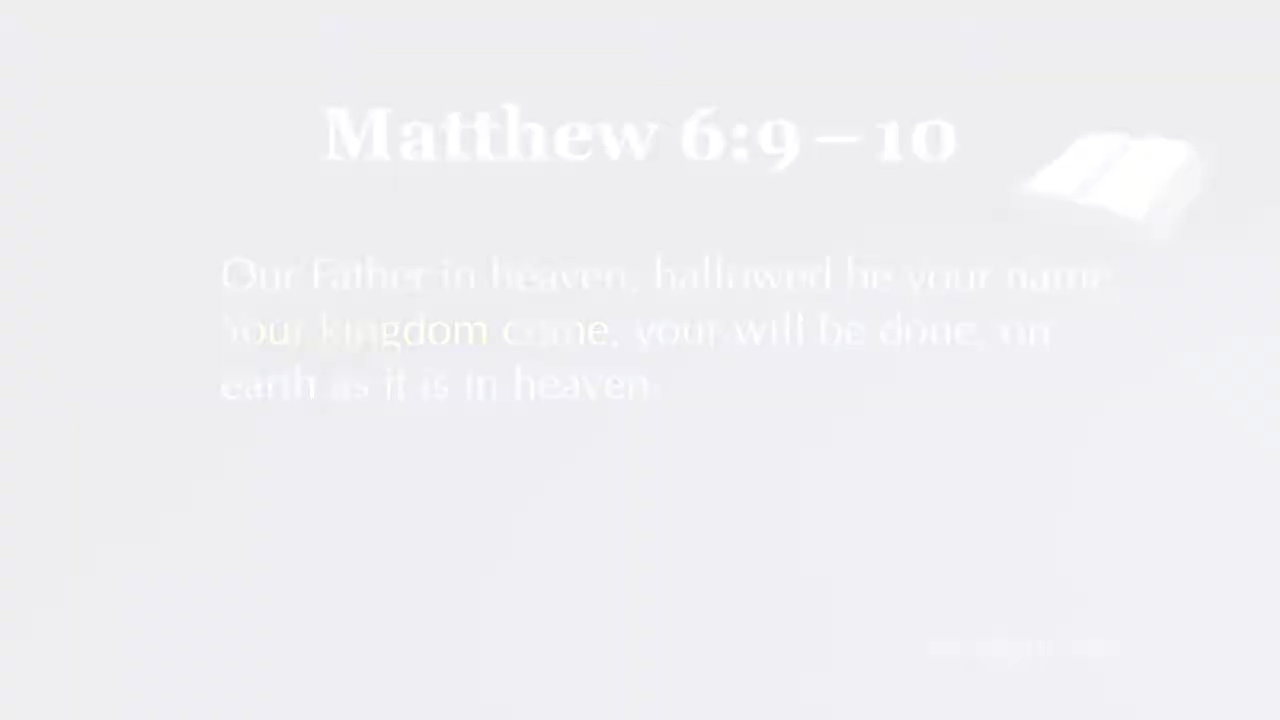 Matthew 6:9–10
Our Father in heaven, hallowed be your name.
Your kingdom come, your will be done, on
earth as it is in heaven.